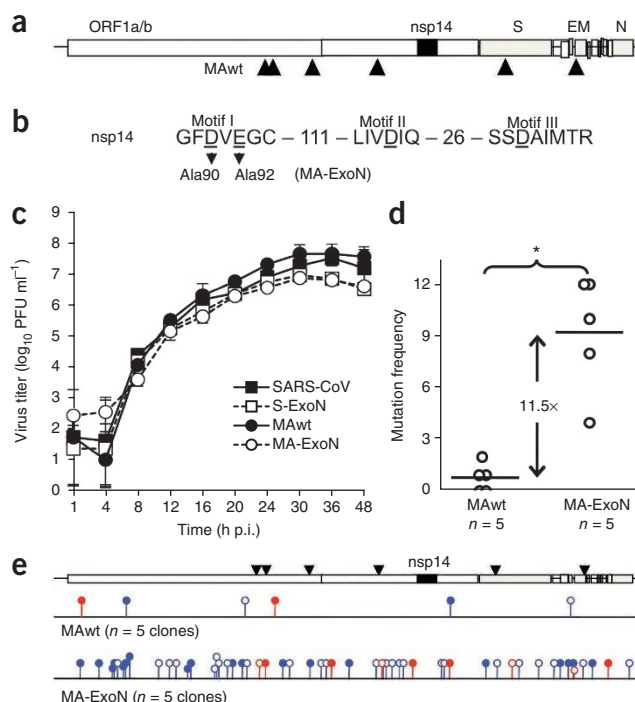 a
ORF1a/b
nsp14
S
EM
N
MAwt
b
nsp14
Motif I
Motif II
Motif III
GFDVEGC – 111 – LIVDIQ – 26 – SSDAIMTR
Ala90 Ala92 (MA-ExoN)
c
Virus titer (log10 PFU ml−1)
9
8
7
6
5
4
3
2
1
0
SARS-CoV
S-ExoN
MAwt
MA-ExoN
1 4 8 12 16 20 24 30 36 48
Time (h p.i.)
d
*
Mutation frequency
12
9
6
3
0
11.5×
MAwt
n = 5
MA-ExoN
n = 5
e
nsp14
MAwt (n = 5 clones)
MA-ExoN (n = 5 clones)